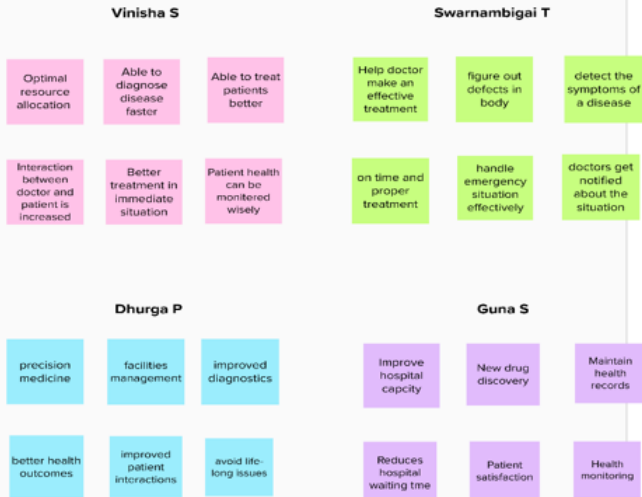 Vinisha S
Optimal
resource
allocation
Able to
diagnose
disease
faster
Able to treat
patients
better
Interaction
between
doctor and
patient is
increased
Better
treatment in
immediate
situation
Patient health
can be
monitered
wisely
Swarnambigai T
Help doctor
make an
effective
treatment
figure out
defects in
body
detect the
symptoms of
a disease
on time and
proper
treatment
handle
emergency
situation
effectively
doctors get
notified
about the
situation
Dhurga P
precision
medicine
facilities
management
improved
diagnostics
better health
outcomes
improved
patient
interactions
avoid life-
long issues
Guna S
Improve
hospital
capcity
New drug
discovery
Maintain
health
records
Reduces
hospital
waiting tme
Patient
satisfaction
Health
monitoring